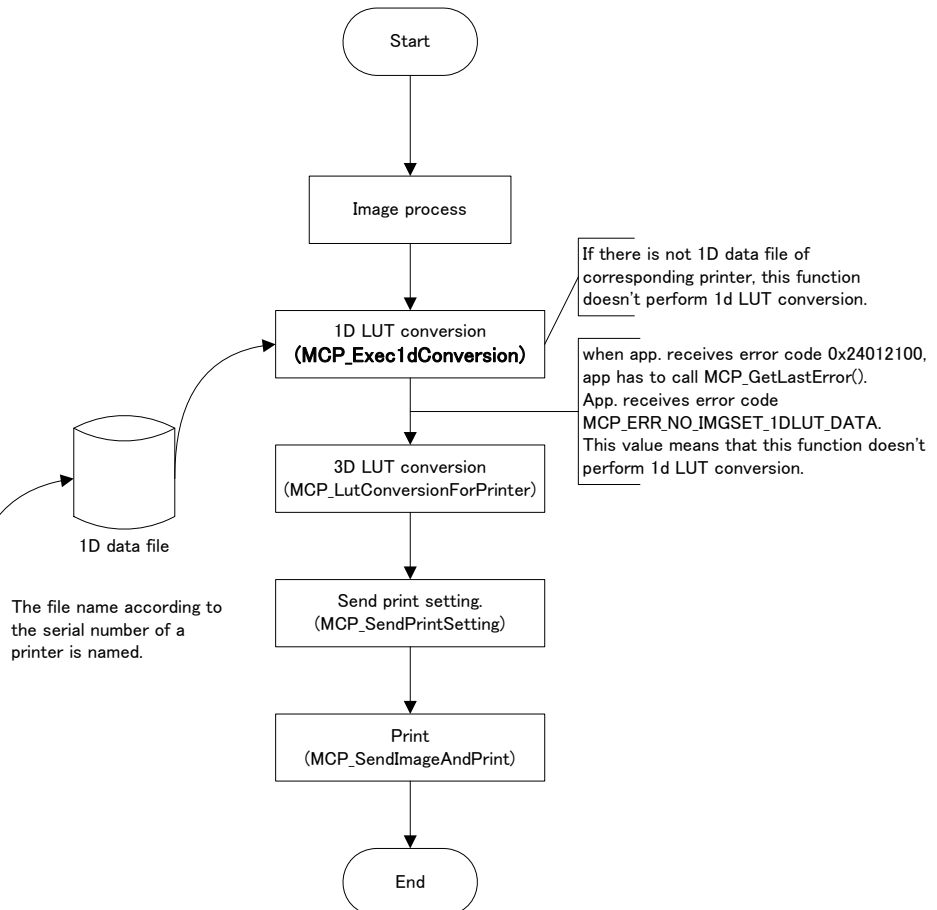 Start
Image process
If there is not 1D data file of
corresponding printer, this function
doesn't perform 1d LUT conversion.
1D LUT conversion
(MCP_Exec1dConversion)
when app. receives error code 0x24012100,
app has to call MCP_GetLastError().
App. receives error code
MCP_ERR_NO_IMGSET_1DLUT_DATA.
This value means that this function doesn't
perform 1d LUT conversion.
3D LUT conversion
(MCP_LutConversionForPrinter)
1D data file
The file name according to
the serial number of a
printer is named.
Send print setting.
(MCP_SendPrintSetting)
Print
(MCP_SendImageAndPrint)
End